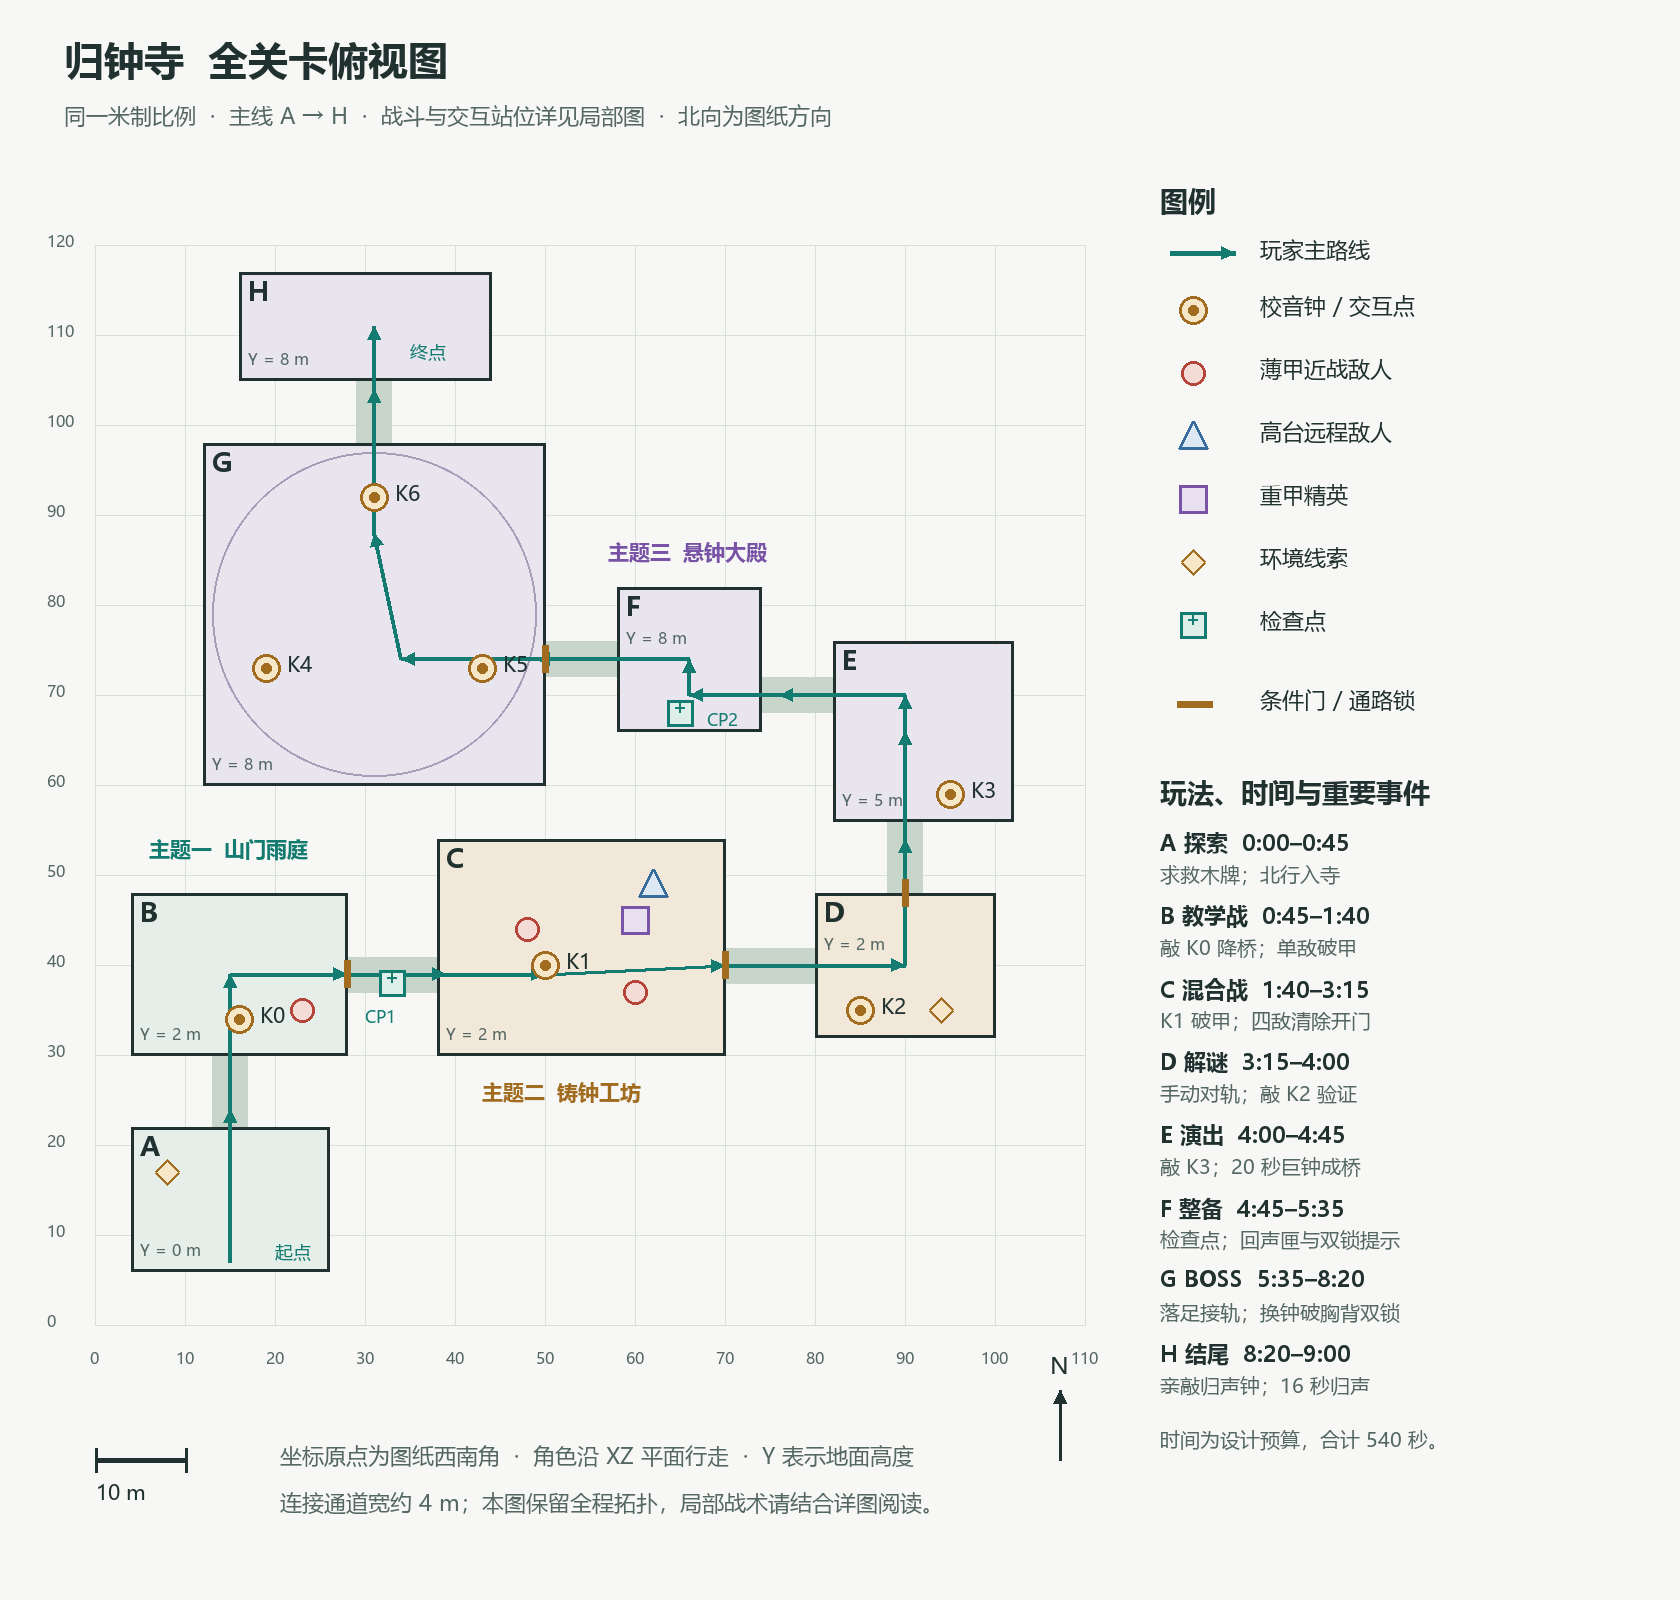 归钟寺 全关卡俯视图
同一米制比例 · 主线 A → H · 战斗与交互站位详见局部图 · 北向为图纸方向
120
110
100
90
80
70
60
50
40
30
20
10
0
0 10 20 30 40 50 60 70 80 90 100 110
H
Y = 8 m
终点
G
K6
K4
K5
Y = 8 m
主题三 悬钟大殿
F
Y = 8 m
CP2
E
K3
Y = 5 m
主题一 山门雨庭
B
K0
Y = 2 m
CP1
C
K1
Y = 2 m
主题二 铸钟工坊
D
Y = 2 m
K2
A
Y = 0 m
起点
N
10 m
坐标原点为图纸西南角 · 角色沿 XZ 平面行走 · Y 表示地面高度
连接通道宽约 4 m；本图保留全程拓扑，局部战术请结合详图阅读。
图例
玩家主路线
校音钟 / 交互点
薄甲近战敌人
高台远程敌人
重甲精英
环境线索
检查点
条件门 / 通路锁
玩法、时间与重要事件
A 探索 0:00–0:45
求救木牌；北行入寺
B 教学战 0:45–1:40
敲 K0 降桥；单敌破甲
C 混合战 1:40–3:15
K1 破甲；四敌清除开门
D 解谜 3:15–4:00
手动对轨；敲 K2 验证
E 演出 4:00–4:45
敲 K3；20 秒巨钟成桥
F 整备 4:45–5:35
检查点；回声匣与双锁提示
G BOSS 5:35–8:20
落足接轨；换钟破胸背双锁
H 结尾 8:20–9:00
亲敲归声钟；16 秒归声
时间为设计预算，合计 540 秒。